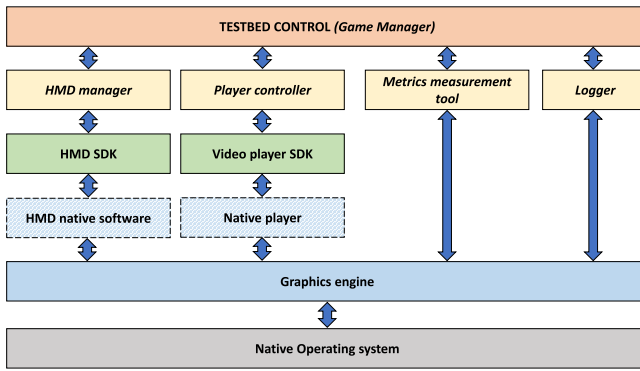 TESTBED CONTROL (Game Manager)
HMD manager
Player controller
Metrics measurement
tool
Logger
HMD SDK
Video player SDK
HMD native software
Native player
Graphics engine
Native Operating system